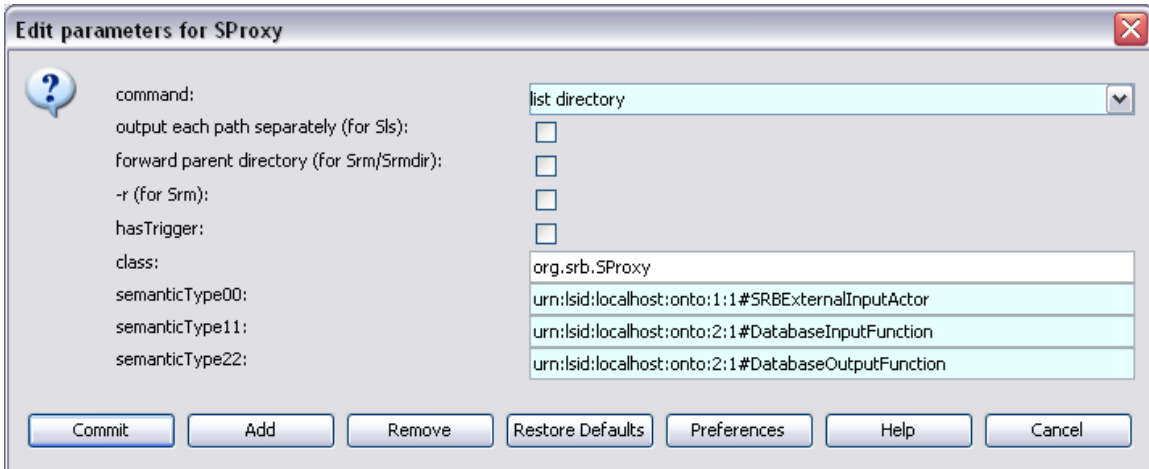 Edit parameters for SProxy
command: list directory
output each path separately (for Sls):
forward parent directory (for Srm/Srmdir):
-r (for Srm):
hasTrigger:
class: org.srb.SProxy
semanticType00: urn:lsid:localhost:onto:1:1#SRBExternalInputActor
semanticType11: urn:lsid:localhost:onto:2:1#DatabaseInputFunction
semanticType22: urn:lsid:localhost:onto:2:1#DatabaseOutputFunction
Commit Add Remove Restore Defaults Preferences Help Cancel